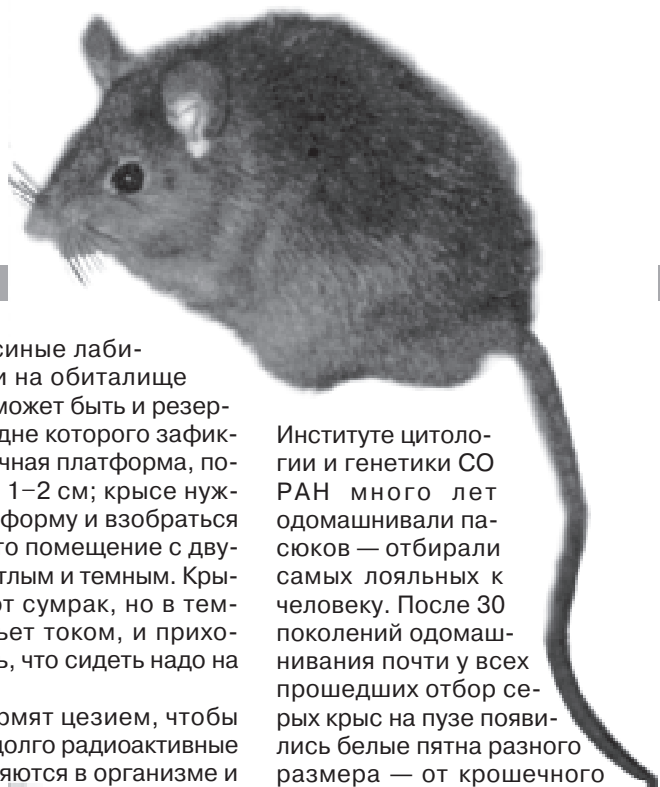 синые лаби-
и на обиталище
может быть и резер-
дне которого зафик-
чная платформа, по-
1–2 см; крысе нуж-
форму и взобраться
го помещение с дву-
тлым и темным. Кры-
от сумрак, но в тем-
ьет током, и прихо-
ь, что сидеть надо на
рмят цезием, чтобы
долго радиоактивные
яются в организме и
Институте цитоло-
гии и генетики СО
РАН много лет
одомашнивали па-
сюков — отбирали
самых лояльных к
человеку. После 30
поколений одомаш-
нивания почти у всех
прошедших отбор се-
рых крыс на пузе появи-
лись белые пятна разного
размера — от крошечного